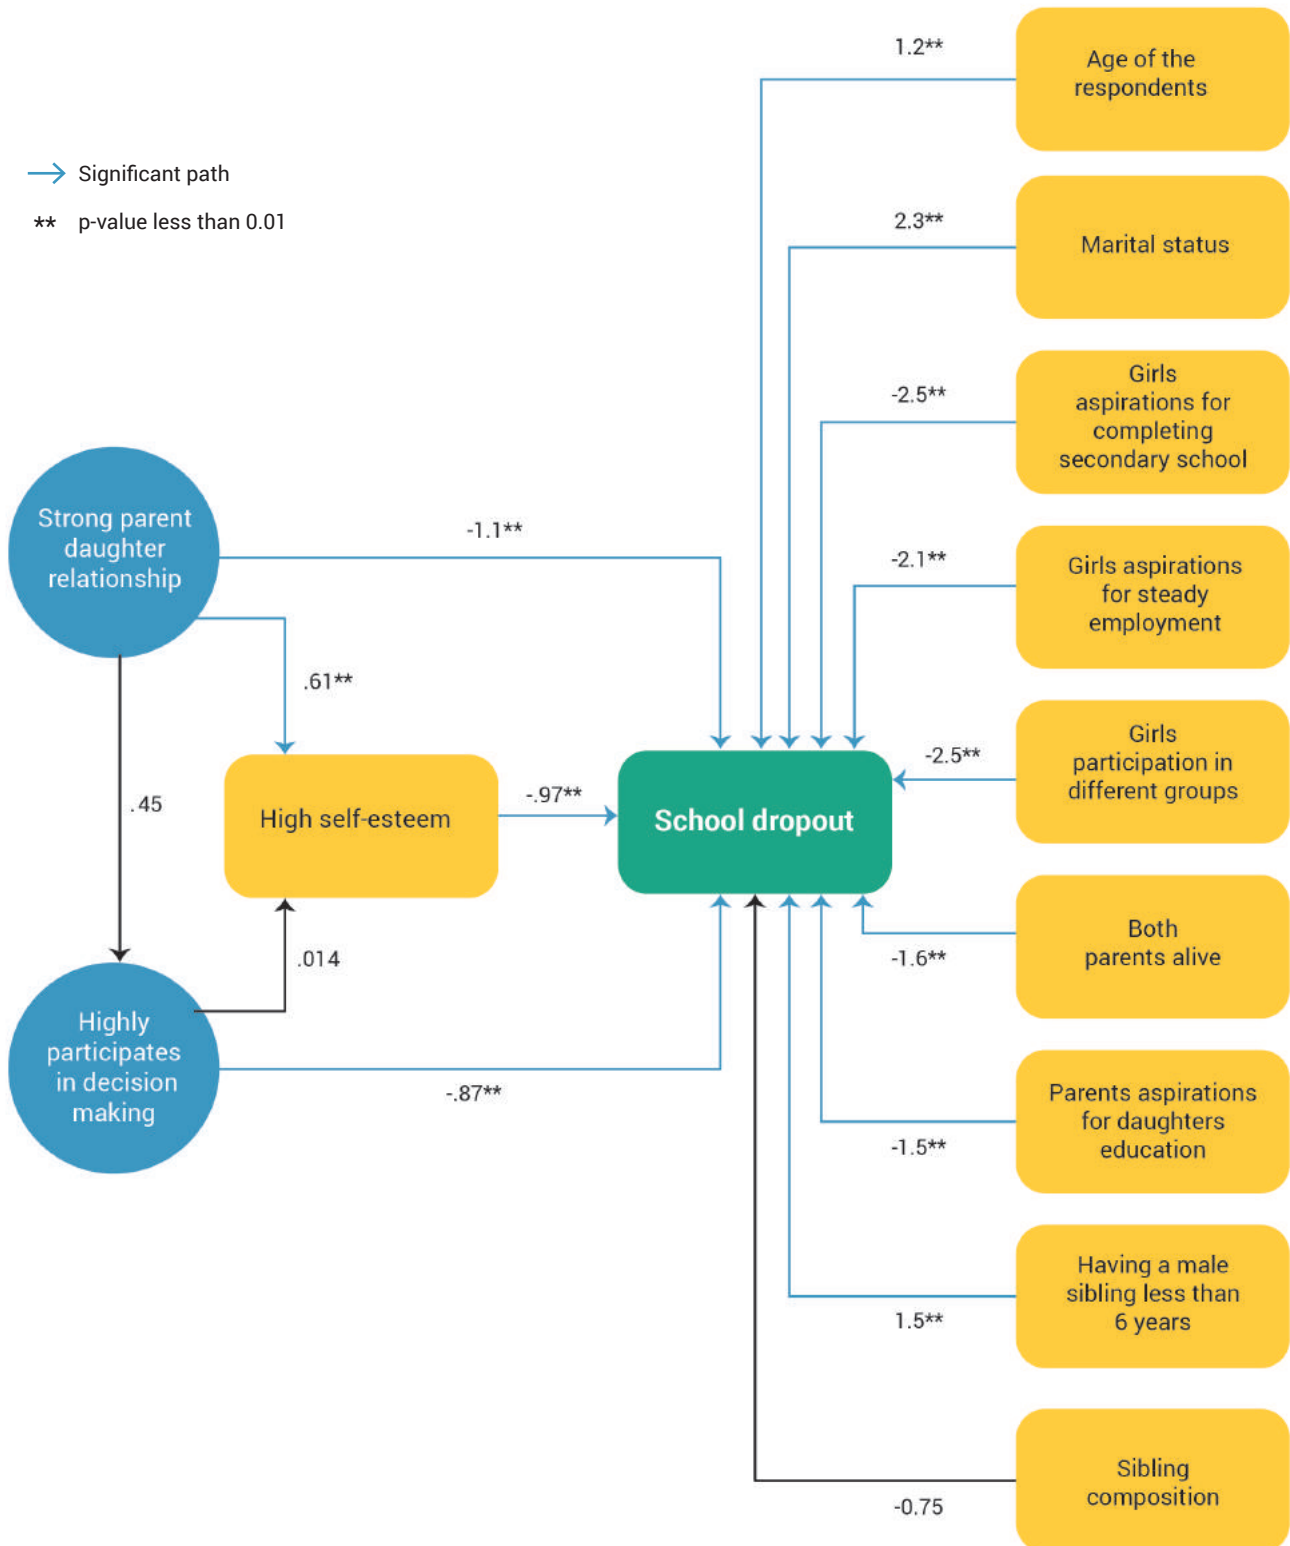 1.2**
Age of the
respondents
Significant path
** p-value less than 0.01
2.3**
Marital status
-2.5**
Girls
aspirations for
completing
secondary school
Strong parent
daughter
relationship
-1.1**
-2.1**
Girls aspirations
for steady
employment
.61**
-2.5**
Girls
participation in
different groups
.45
High self-esteem
-.97**
School dropout
.014
-1.6**
Both
parents alive
Highly
participates
in decision
making
-.87**
-1.5**
Parents aspirations
for daughters
education
1.5**
Having a male
sibling less than
6 years
-0.75
Sibling
composition